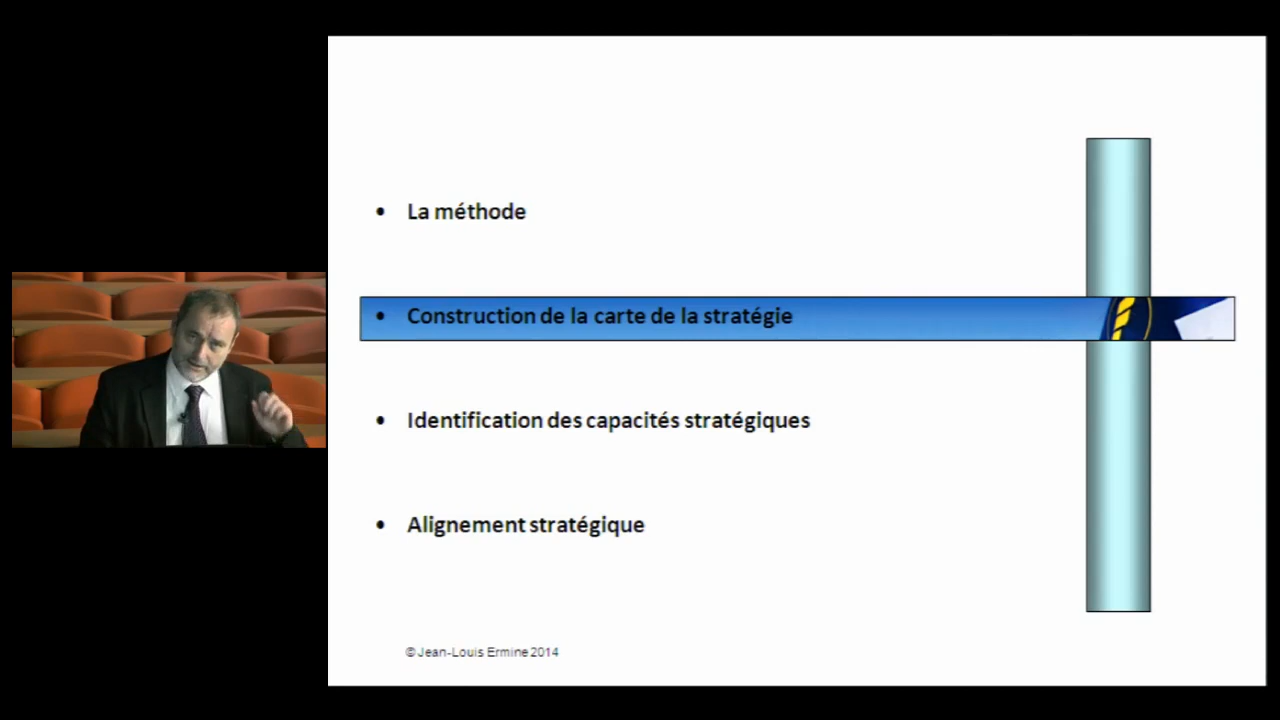 • La méthode
• Construction de la carte de la stratégie
• Identification des capacités stratégiques
• Alignement stratégique
© Jean-Louis Ermine 2014